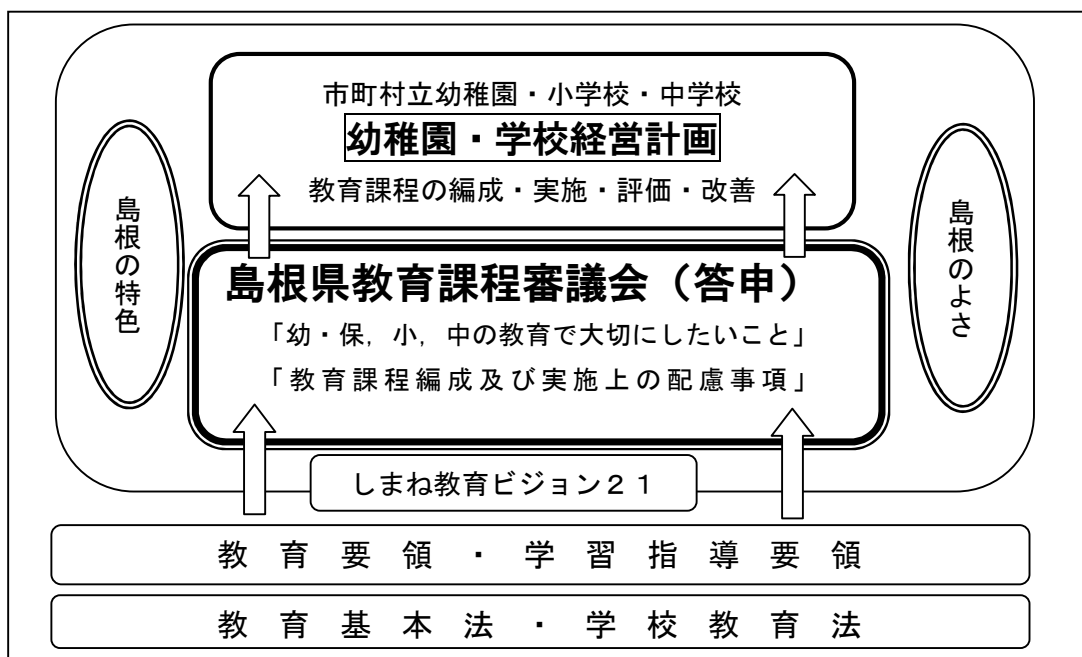 市町村立幼稚園・小学校・中学校
幼稚園・学校経営計画
教育課程の編成・実施・評価・改善
島根の特色
島根のよさ
島根県教育課程審議会（答申）
「幼・保，小，中の教育で大切にしたいこと」
「教育課程編成及び実施上の配慮事項」
しまね教育ビジョン２１
教育要領・学習指導要領
教育基本法・学校教育法